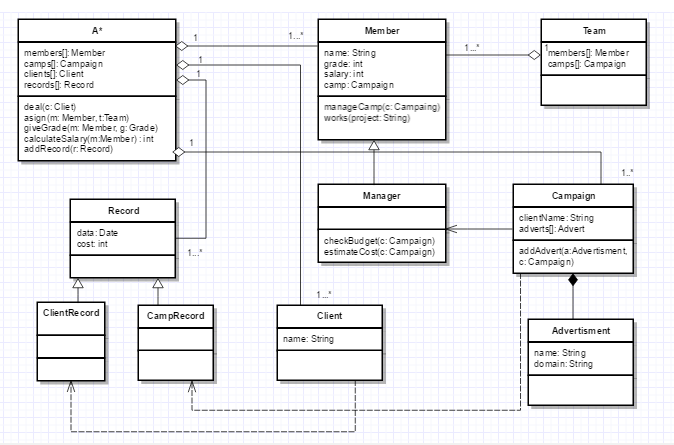 A*
members[]: Member
camps[]: Campaign
clients[]: Client
records[]: Record
deal(c: Cliet)
asign(m: Member, t:Team)
giveGrade(m: Member, g: Grade)
calculateSalary(m:Member) : int
addRecord(r: Record)
1
1...*
1
1
1
Member
name: String
grade: int
salary: int
camp: Campaign
manageCamp(c: Campaing)
works(project: String)
1...*
1
Team
members[]: Member
camps[]: Campaign
Record
data: Date
cost: int
1...*
Manager
checkBudget(c: Campaign)
estimateCost(c: Campaign)
1..*
Campaign
clientName: String
adverts[]: Advert
addAdvert(a:Advertisment,
c: Campaign)
ClientRecord
CampRecord
1...*
Client
name: String
Advertisment
name: String
domain: String